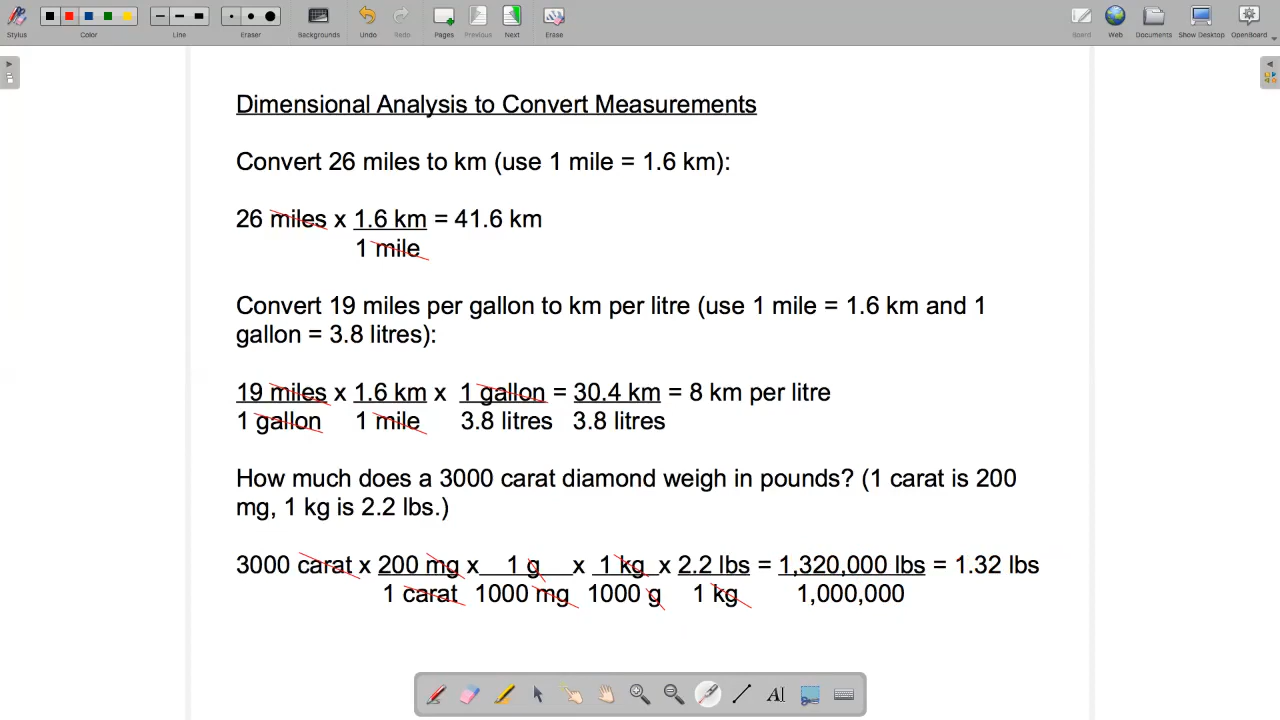 Stylus Color Line Eraser Backgrounds Undo Redo Pages Previous Next Erase Board Web Documents Show Desktop OpenBoard
Dimensional Analysis to Convert Measurements
Convert 26 miles to km (use 1 mile = 1.6 km):
26 miles x 1.6 km = 41.6 km
1 mile
Convert 19 miles per gallon to km per litre (use 1 mile = 1.6 km and 1
gallon = 3.8 litres):
19 miles x 1.6 km x 1 gallon = 30.4 km = 8 km per litre
1 gallon 1 mile 3.8 litres 3.8 litres
How much does a 3000 carat diamond weigh in pounds? (1 carat is 200
mg, 1 kg is 2.2 lbs.)
3000 carat x 200 mg x 1 g x 1 kg x 2.2 lbs = 1,320,000 lbs = 1.32 lbs
1 carat 1000 mg 1000 g 1 kg 1,000,000
AI